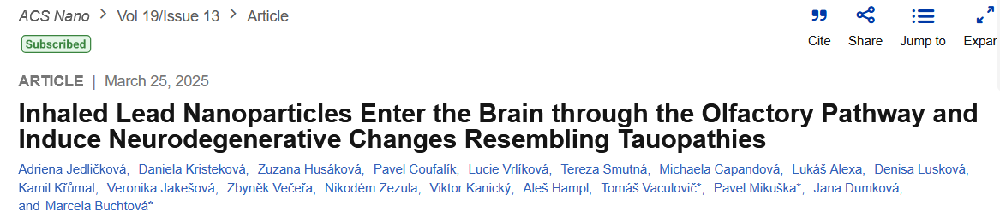 ACS Nano > Vol 19/Issue 13 > Article
Subscribed
Cite Share Jump to Expar
ARTICLE | March 25, 2025
Inhaled Lead Nanoparticles Enter the Brain through the Olfactory Pathway and
Induce Neurodegenerative Changes Resembling Tauopathies
Adriena Jedličková, Daniela Kristeková, Zuzana Husáková, Pavel Coufalík, Lucie Vrlíková, Tereza Smutná, Michaela Capandová, Lukáš Alexa, Denisa Lusková,
Kamil Křůmal, Veronika Jakešová, Zbyněk Večeřa, Nikodém Zezula, Viktor Kanický, Aleš Hampl, Tomáš Vaculovič*, Pavel Mikuška*, Jana Dumková,
and Marcela Buchtová*